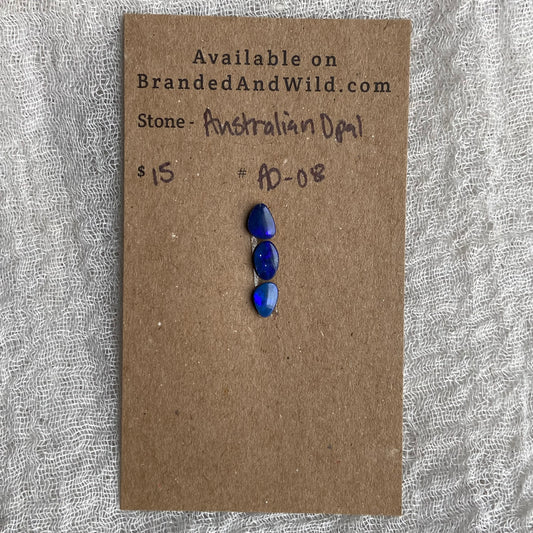 Available on
BrandedAndWild.com
Stone - Australian Opal
$ 15 # AO-08